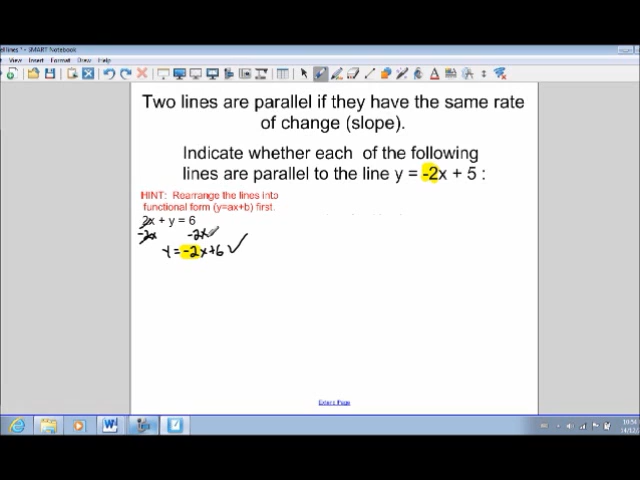 SMART Notebook
View Insert Format Draw Help
Two lines are parallel if they have the same rate
of change (slope).
Indicate whether each of the following
lines are parallel to the line y = -2x + 5 :
HINT: Rearrange the lines into
functional form (y=ax+b) first.
2x + y = 6
-2x -2x
y = -2x+6 ✓
Extend Page